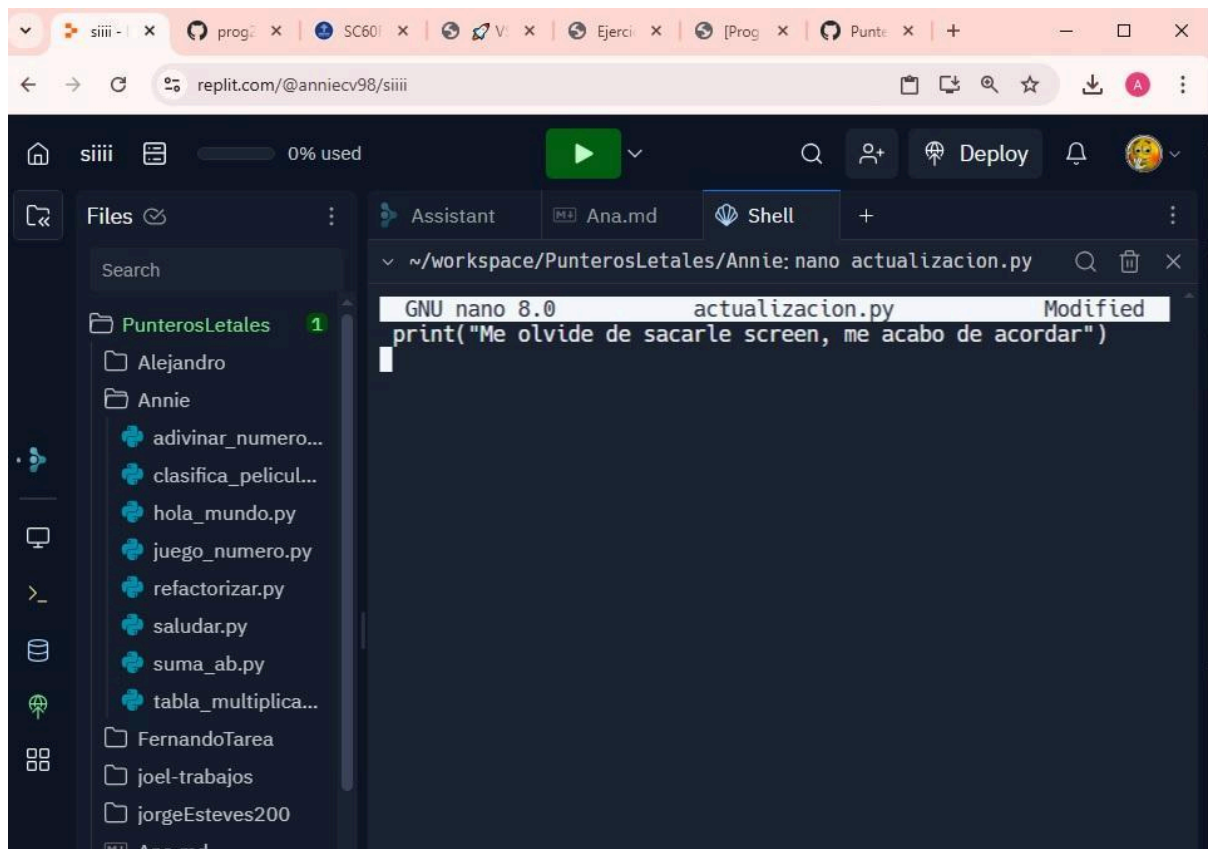 siiii -
prog2
SC60
V
Ejerci
[Prog
Punte
replit.com/@anniecv98/siiii
A
siiii
0% used
Deploy
Files
Assistant
Ana.md
Shell
Search
~/workspace/PunterosLetales/Annie: nano actualizacion.py
GNU nano 8.0 actualizacion.py Modified
print("Me olvide de sacarle screen, me acabo de acordar")
PunterosLetales 1
Alejandro
Annie
adivinar_numero...
clasifica_pelicul...
hola_mundo.py
juego_numero.py
refactorizar.py
saludar.py
suma_ab.py
tabla_multiplica...
FernandoTarea
joel-trabajos
jorgeEsteves200
Ana.md